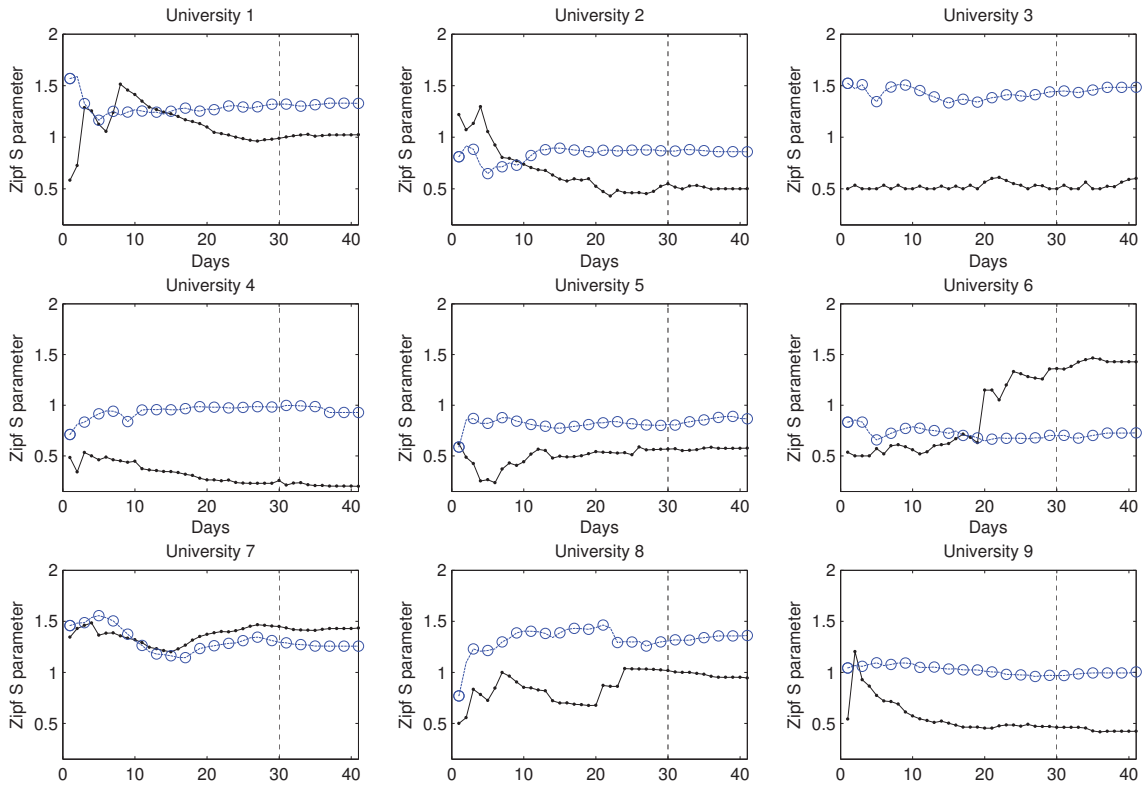 University 1
2
1.5
1
0.5
0 10 20 30 40
Zipf S parameter
Days
University 2
2
1.5
1
0.5
0 10 20 30 40
Zipf S parameter
Days
University 3
2
1.5
1
0.5
0 10 20 30 40
Zipf S parameter
Days
University 4
2
1.5
1
0.5
0 10 20 30 40
Zipf S parameter
Days
University 5
2
1.5
1
0.5
0 10 20 30 40
Zipf S parameter
Days
University 6
2
1.5
1
0.5
0 10 20 30 40
Zipf S parameter
Days
University 7
2
1.5
1
0.5
0 10 20 30 40
Zipf S parameter
University 8
2
1.5
1
0.5
0 10 20 30 40
Zipf S parameter
University 9
2
1.5
1
0.5
0 10 20 30 40
Zipf S parameter